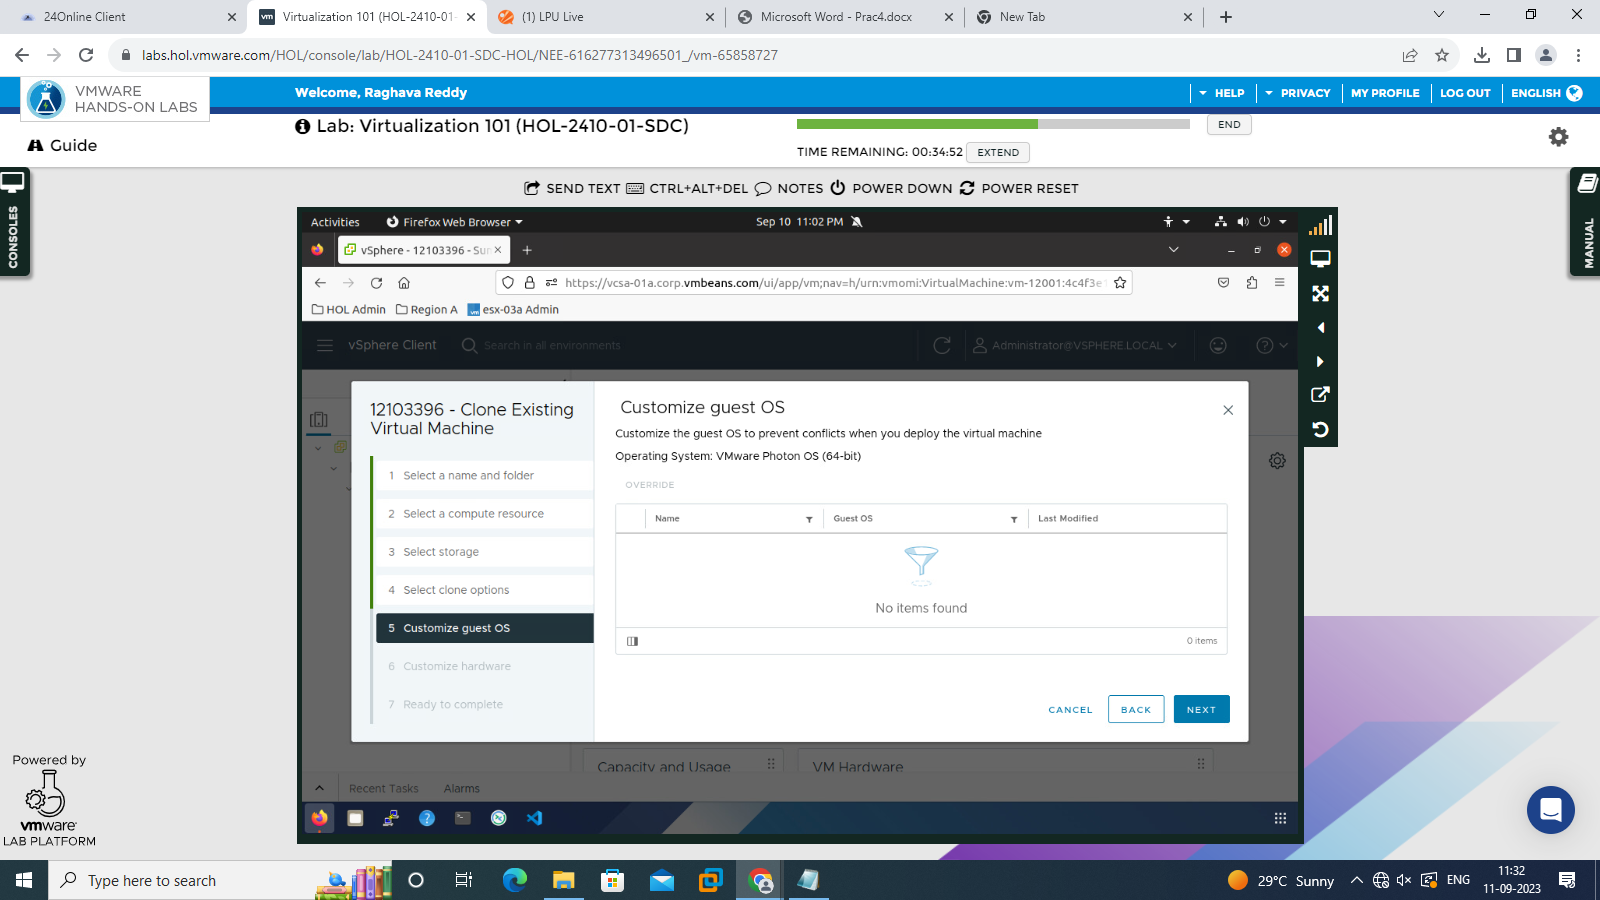 24Online Client
vm Virtualization 101 (HOL-2410-01-
(1) LPU Live
Microsoft Word - Prac4.docx
New Tab
labs.hol.vmware.com/HOL/console/lab/HOL-2410-01-SDC-HOL/NEE-616277313496501_/vm-65858727
VMWARE
HANDS-ON LABS
Welcome, Raghava Reddy
HELP
PRIVACY
MY PROFILE
LOG OUT
ENGLISH
Guide
Lab: Virtualization 101 (HOL-2410-01-SDC)
END
TIME REMAINING: 00:34:52
EXTEND
CONSOLES
MANUAL
SEND TEXT
CTRL+ALT+DEL
NOTES
POWER DOWN
POWER RESET
Activities
Firefox Web Browser
Sep 10 11:02 PM
vSphere - 12103396 - Sum
https://vcsa-01a.corp.vmbeans.com/ui/app/vm;nav=h/urn:vmomi:VirtualMachine:vm-12001:4c4f3e1
HOL Admin
Region A
vm esx-03a Admin
vSphere Client
Search in all environments
Administrator@VSPHERE.LOCAL
12103396 - Clone Existing
Virtual Machine
1 Select a name and folder
2 Select a compute resource
3 Select storage
4 Select clone options
5 Customize guest OS
6 Customize hardware
7 Ready to complete
Customize guest OS
Customize the guest OS to prevent conflicts when you deploy the virtual machine
Operating System: VMware Photon OS (64-bit)
OVERRIDE
Name
Guest OS
Last Modified
No items found
0 items
CANCEL
BACK
NEXT
Capacity and Usage
VM Hardware
Recent Tasks
Alarms
Powered by
vmware
LAB PLATFORM
Type here to search
29°C Sunny
ENG
11:32
11-09-2023